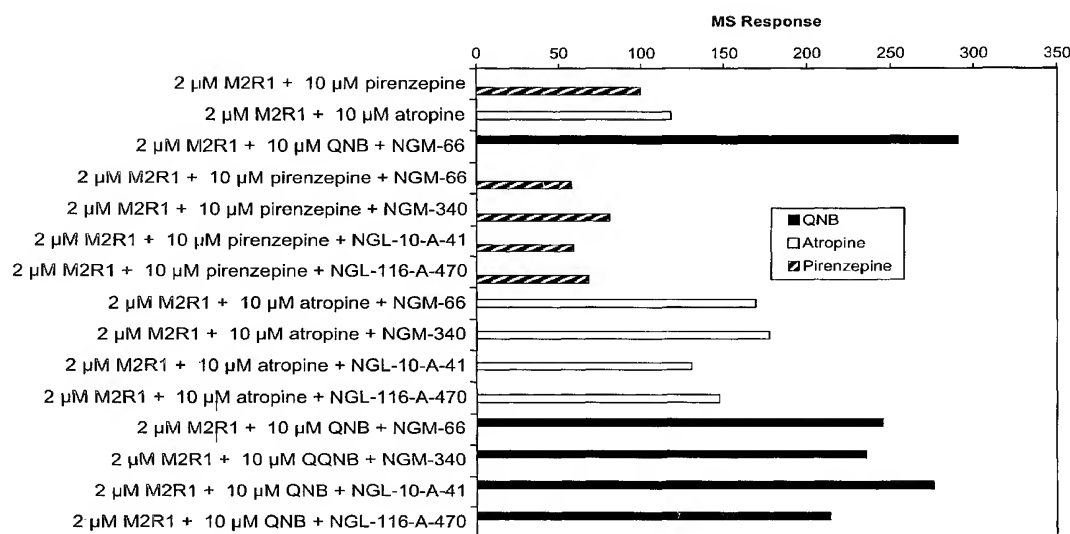 MS Response
0 50 100 150 200 250 300 350
2 µM M2R1 + 10 µM pirenzepine
2 µM M2R1 + 10 µM atropine
2 µM M2R1 + 10 µM QNB + NGM-66
2 µM M2R1 + 10 µM pirenzepine + NGM-66
2 µM M2R1 + 10 µM pirenzepine + NGM-340
2 µM M2R1 + 10 µM pirenzepine + NGL-10-A-41
2 µM M2R1 + 10 µM pirenzepine + NGL-116-A-470
2 µM M2R1 + 10 µM atropine + NGM-66
2 µM M2R1 + 10 µM atropine + NGM-340
2 µM M2R1 + 10 µM atropine + NGL-10-A-41
2 µM M2R1 + 10 µM atropine + NGL-116-A-470
2 µM M2R1 + 10 µM QNB + NGM-66
2 µM M2R1 + 10 µM QQNB + NGM-340
2 µM M2R1 + 10 µM QNB + NGL-10-A-41
2 µM M2R1 + 10 µM QNB + NGL-116-A-470
QNB
Atropine
Pirenzepine